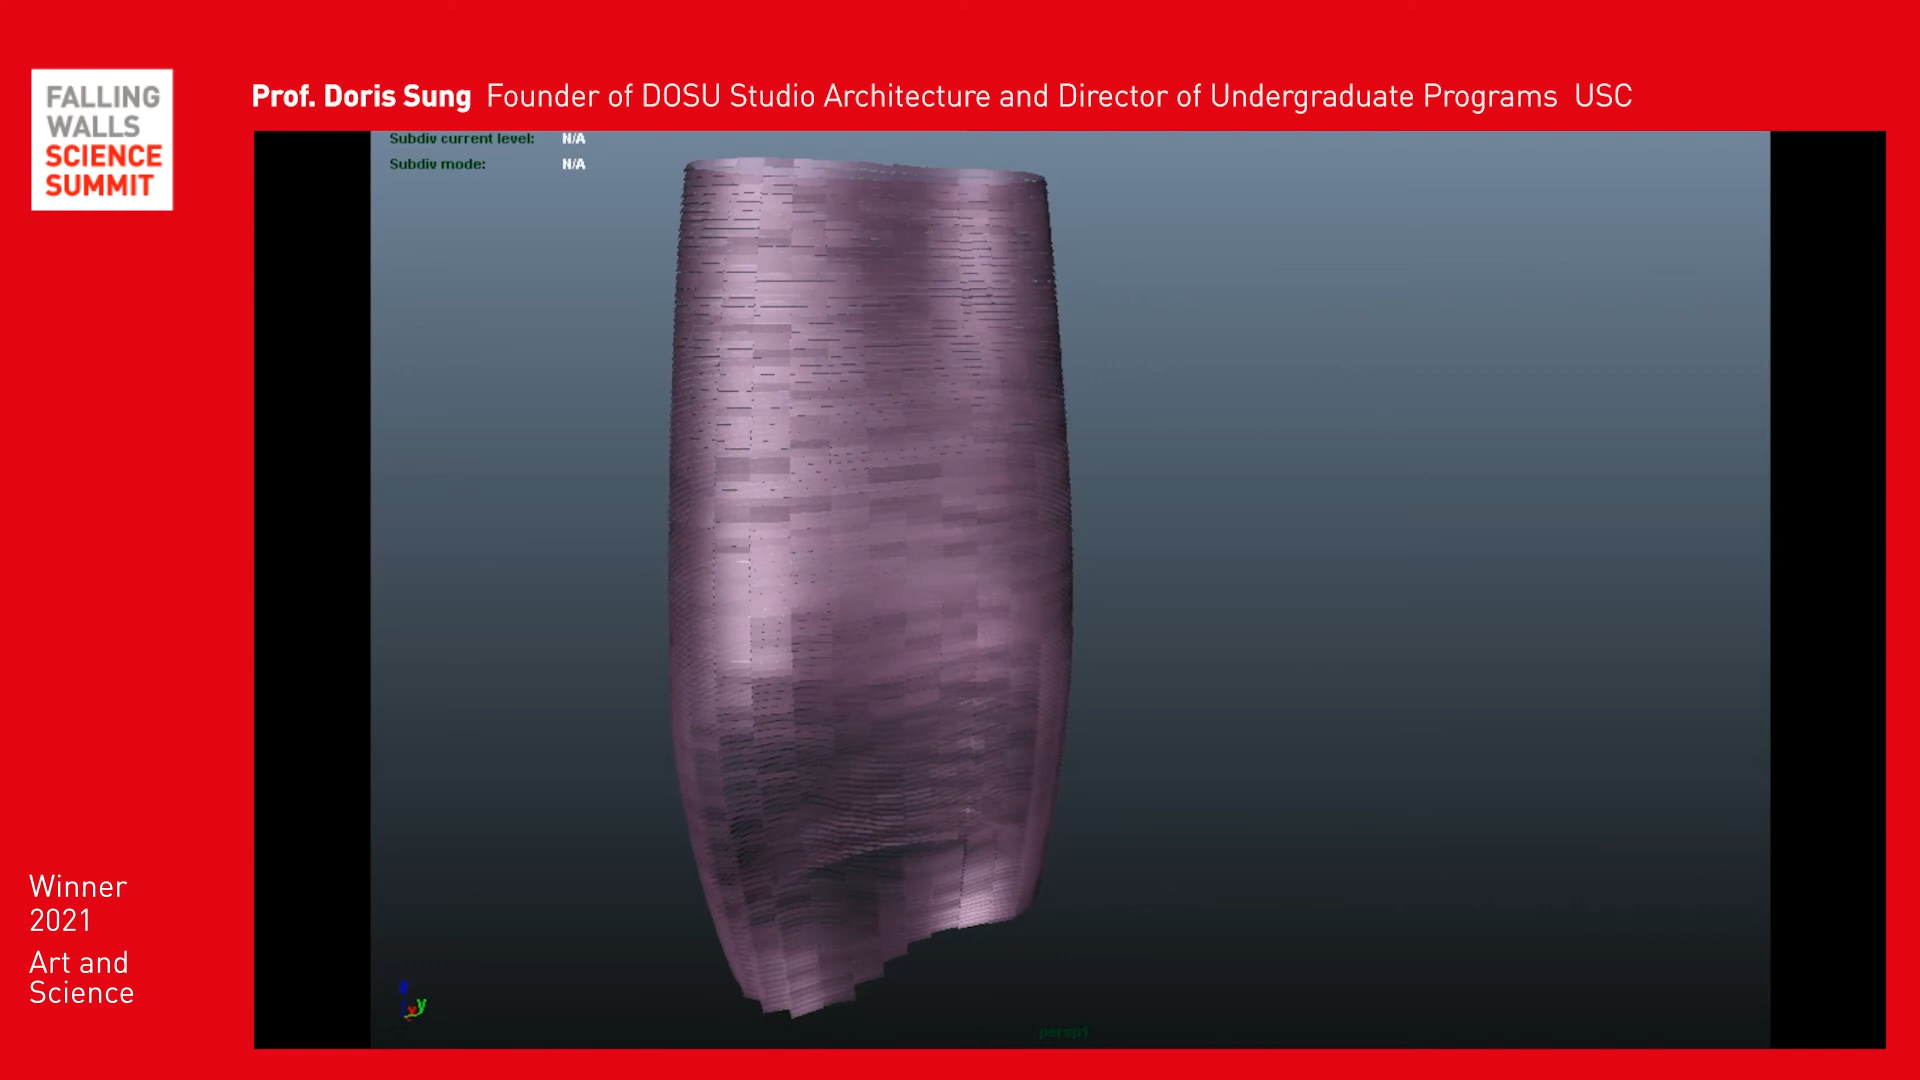 FALLING
WALLS
SCIENCE
SUMMIT
Prof. Doris Sung Founder of DOSU Studio Architecture and Director of Undergraduate Programs USC
Subdiv current level: N/A
Subdiv mode: N/A
Winner
2021
Art and
Science
y
x
persp1